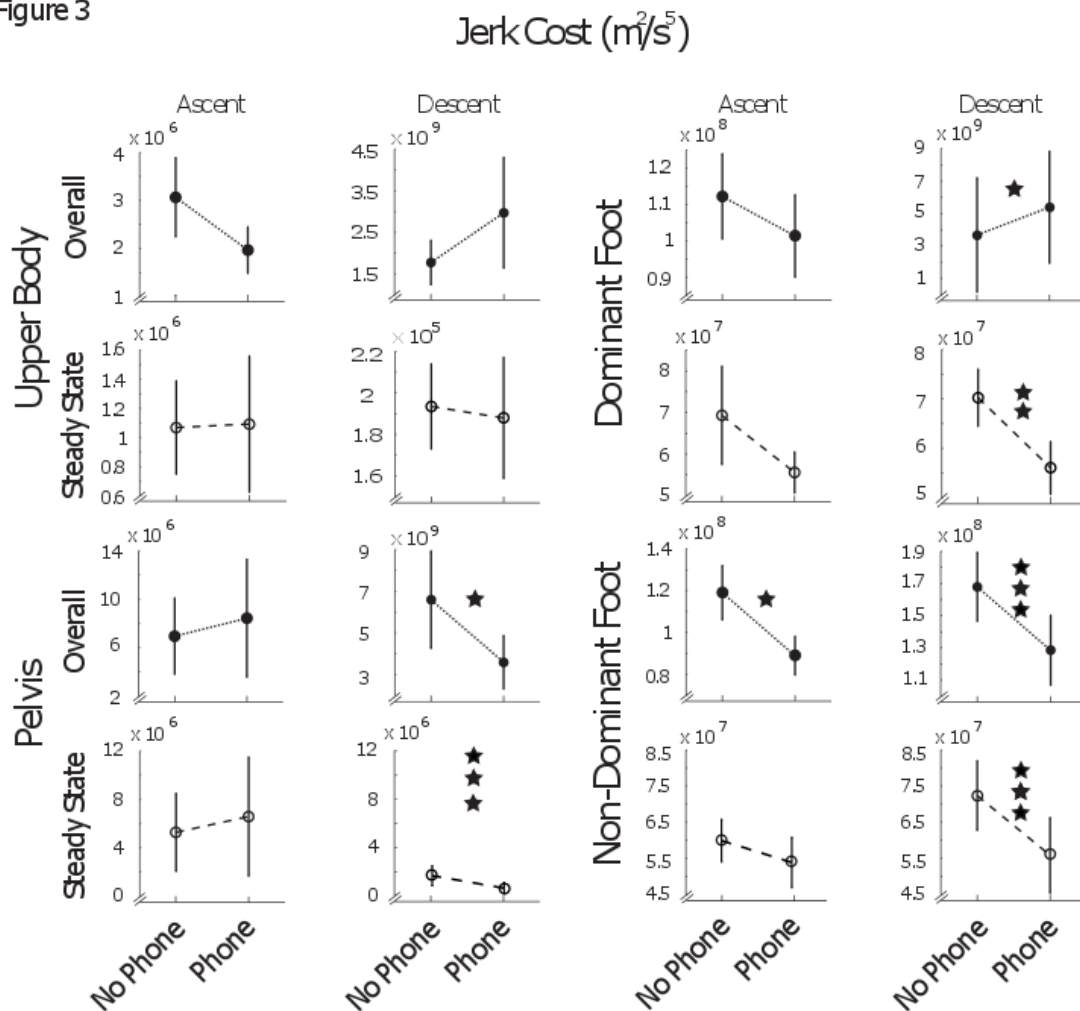 Figure 3
Jerk Cost (m²/s⁵)
Ascent Descent Ascent Descent
Upper Body
Overall
x 10⁶
4
3
2
1
x 10⁹
4.5
3.5
2.5
1.5
Dominant Foot
x 10⁸
1.2
1.1
1
0.9
x 10⁹
9
7
5
3
1
Steady State
x 10⁶
1.6
1.4
1.2
1
0.8
0.6
x 10⁵
2.2
2
1.8
1.6
x 10⁷
8
7
6
5
x 10⁷
8
7
6
5
Pelvis
Overall
x 10⁶
14
10
6
2
x 10⁹
9
7
5
3
Non-Dominant Foot
x 10⁸
1.4
1.2
1
0.8
x 10⁸
1.9
1.7
1.5
1.3
1.1
Steady State
x 10⁶
12
8
4
0
x 10⁶
12
8
4
0
x 10⁷
8.5
7.5
6.5
5.5
4.5
x 10⁷
8.5
7.5
6.5
5.5
4.5
No Phone Phone No Phone Phone No Phone Phone No Phone Phone